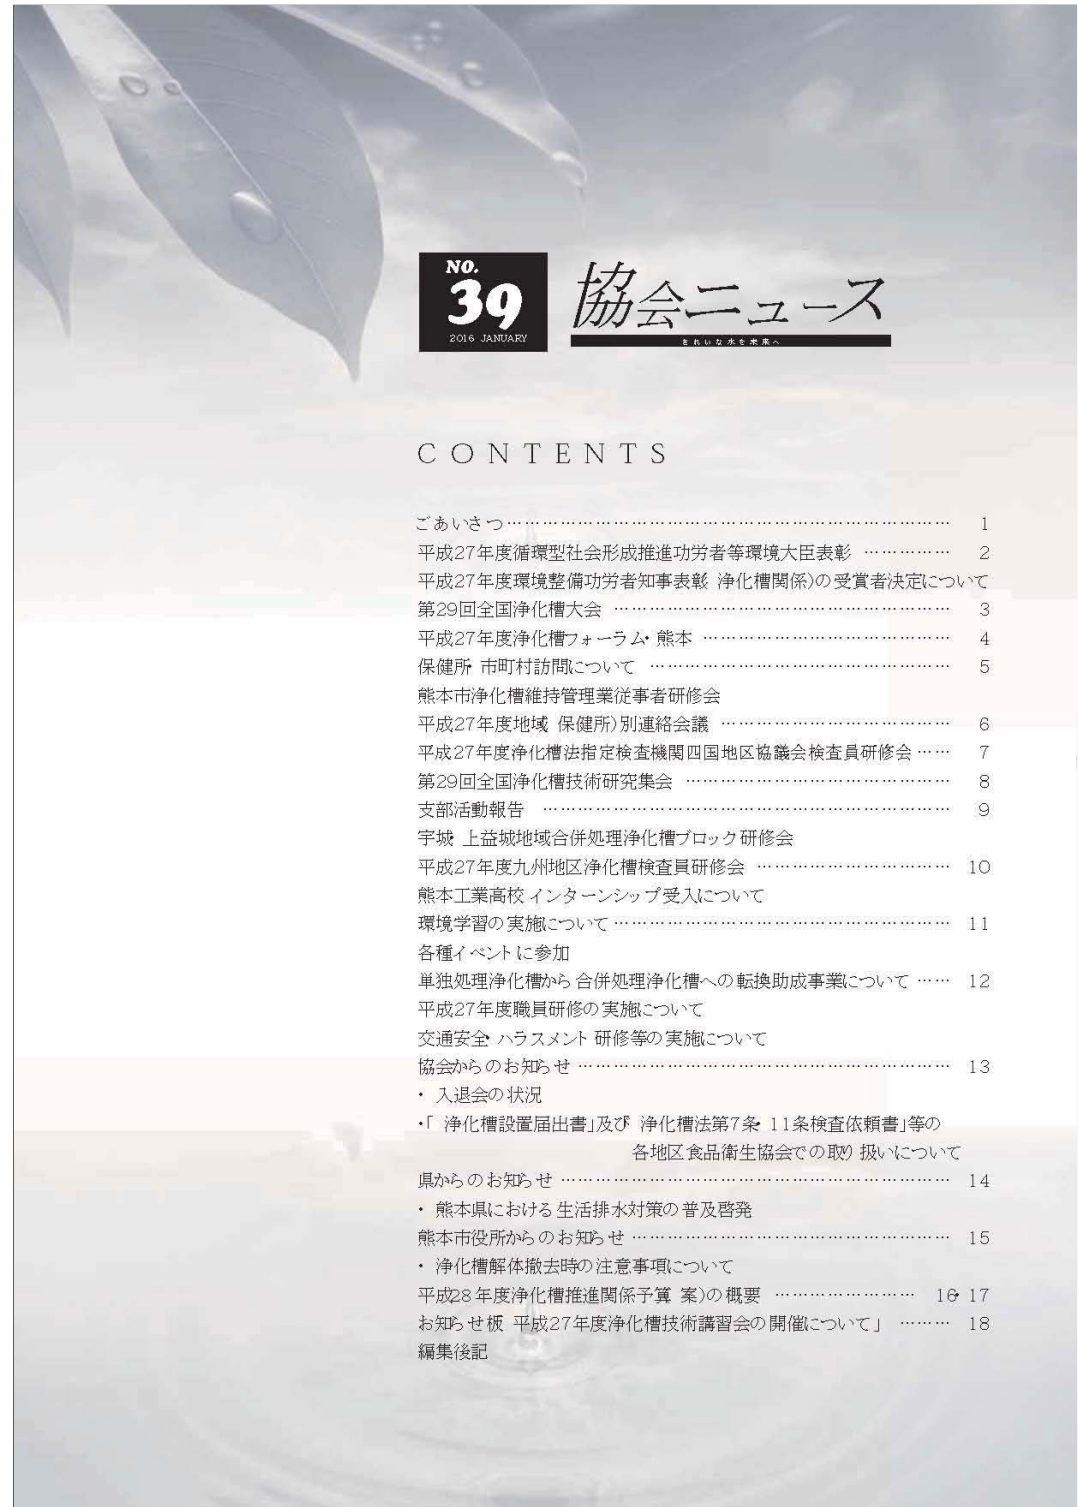 NO.
39
2016 JANUARY
協会ニュース
きれいな水を未来へ
CONTENTS
ごあいさつ…………………………………………………………………… 1
平成27年度循環型社会形成推進功労者等環境大臣表彰 …………… 2
平成27年度環境整備功労者知事表彰 浄化槽関係)の受賞者決定について
第29回全国浄化槽大会 …………………………………………………… 3
平成27年度浄化槽フォーラム・熊本 …………………………………… 4
保健所・市町村訪問について ……………………………………………… 5
熊本市浄化槽維持管理業従事者研修会
平成27年度地域 保健所)別連絡会議 …………………………………… 6
平成27年度浄化槽法指定検査機関四国地区協議会検査員研修会 …… 7
第29回全国浄化槽技術研究集会 ………………………………………… 8
支部活動報告 ……………………………………………………………… 9
宇城・上益城地域合併処理浄化槽ブロック研修会
平成27年度九州地区浄化槽検査員研修会 ……………………………… 10
熊本工業高校 インターンシップ受入について
環境学習の実施について …………………………………………………… 11
各種イベントに参加
単独処理浄化槽から合併処理浄化槽への転換助成事業について …… 12
平成27年度職員研修の実施について
交通安全・ハラスメント研修等の実施について
協会からのお知らせ ………………………………………………………… 13
・ 入退会の状況
・「 浄化槽設置届出書」及び 浄化槽法第7条・11条検査依頼書」等の
各地区食品衛生協会での取り扱いについて
県からのお知らせ …………………………………………………………… 14
・ 熊本県における生活排水対策の普及啓発
熊本市役所からのお知らせ ………………………………………………… 15
・ 浄化槽解体撤去時の注意事項について
平成28年度浄化槽推進関係予算 案)の概要 …………………… 16・17
お知らせ板 平成27年度浄化槽技術講習会の開催について」 ……… 18
編集後記